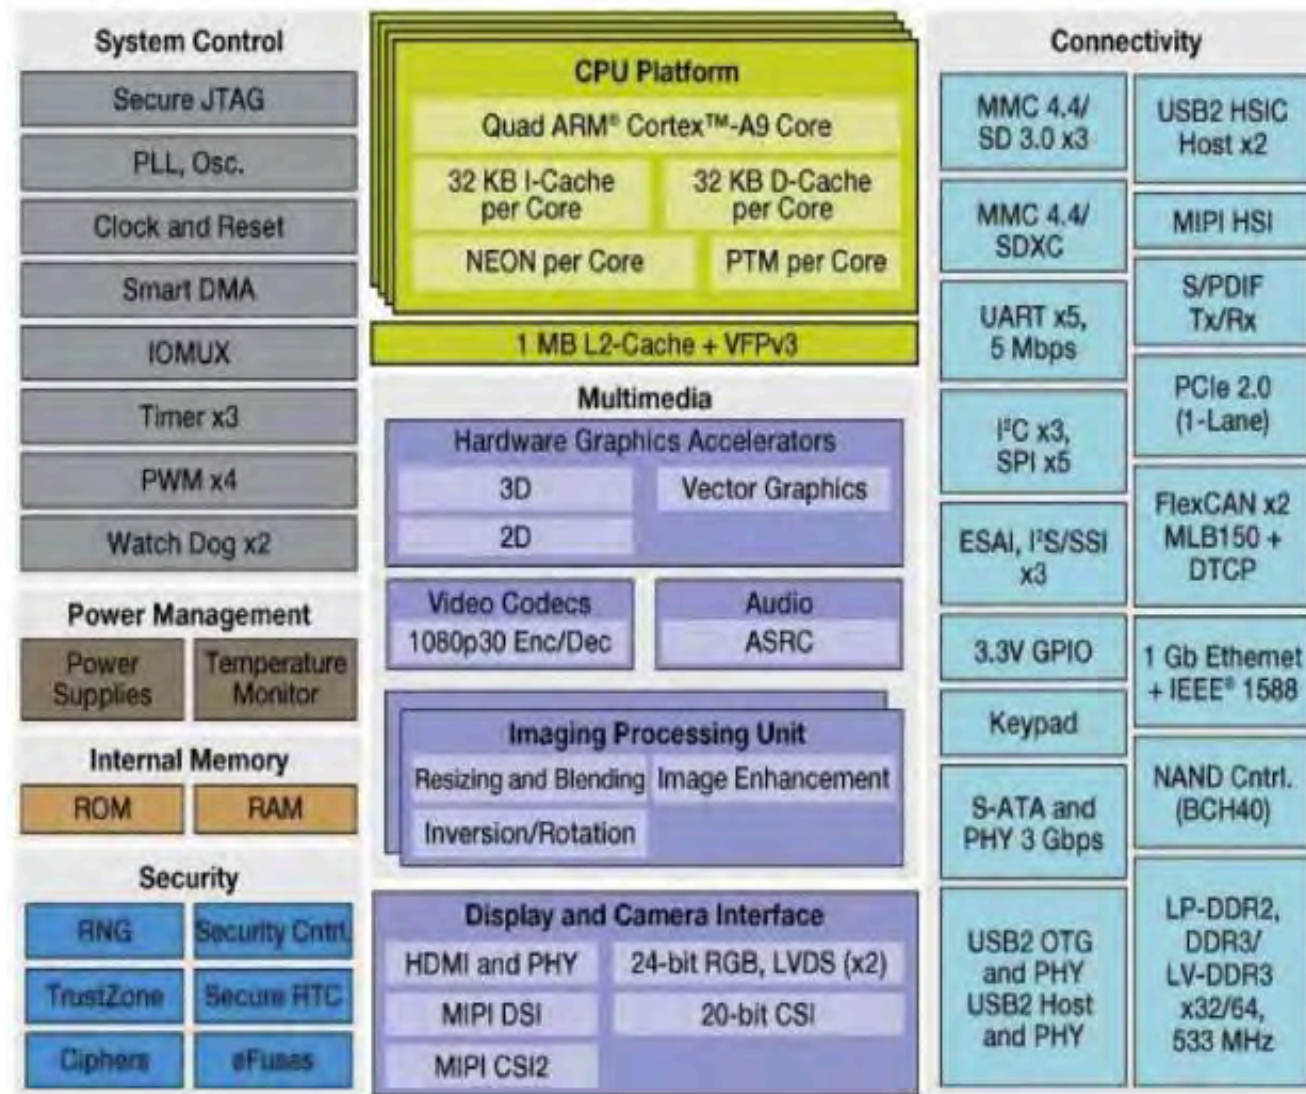 System Control
Secure JTAG
PLL, Osc.
Clock and Reset
Smart DMA
IOMUX
Timer x3
PWM x4
Watch Dog x2
Power Management
Power
Supplies
Temperature
Monitor
Internal Memory
ROM
RAM
Security
RNG
Security Cntrl.
TrustZone
Secure RTC
Ciphers
eFuses
CPU Platform
Quad ARM® Cortex™-A9 Core
32 KB I-Cache
per Core
32 KB D-Cache
per Core
NEON per Core
PTM per Core
1 MB L2-Cache + VFPv3
Multimedia
Hardware Graphics Accelerators
3D
Vector Graphics
2D
Video Codecs
1080p30 Enc/Dec
Audio
ASRC
Imaging Processing Unit
Resizing and Blending
Image Enhancement
Inversion/Rotation
Display and Camera Interface
HDMI and PHY
24-bit RGB, LVDS (x2)
MIPI DSI
20-bit CSI
MIPI CSI2
Connectivity
MMC 4.4/
SD 3.0 x3
MMC 4.4/
SDXC
UART x5,
5 Mbps
I²C x3,
SPI x5
ESAI, I²S/SSI
x3
3.3V GPIO
Keypad
S-ATA and
PHY 3 Gbps
USB2 OTG
and PHY
USB2 Host
and PHY
USB2 HSIC
Host x2
MIPI HSI
S/PDIF
Tx/Rx
PCIe 2.0
(1-Lane)
FlexCAN x2
MLB150 +
DTCP
1 Gb Ethernet
+ IEEE® 1588
NAND Cntrl.
(BCH40)
LP-DDR2,
DDR3/
LV-DDR3
x32/64,
533 MHz